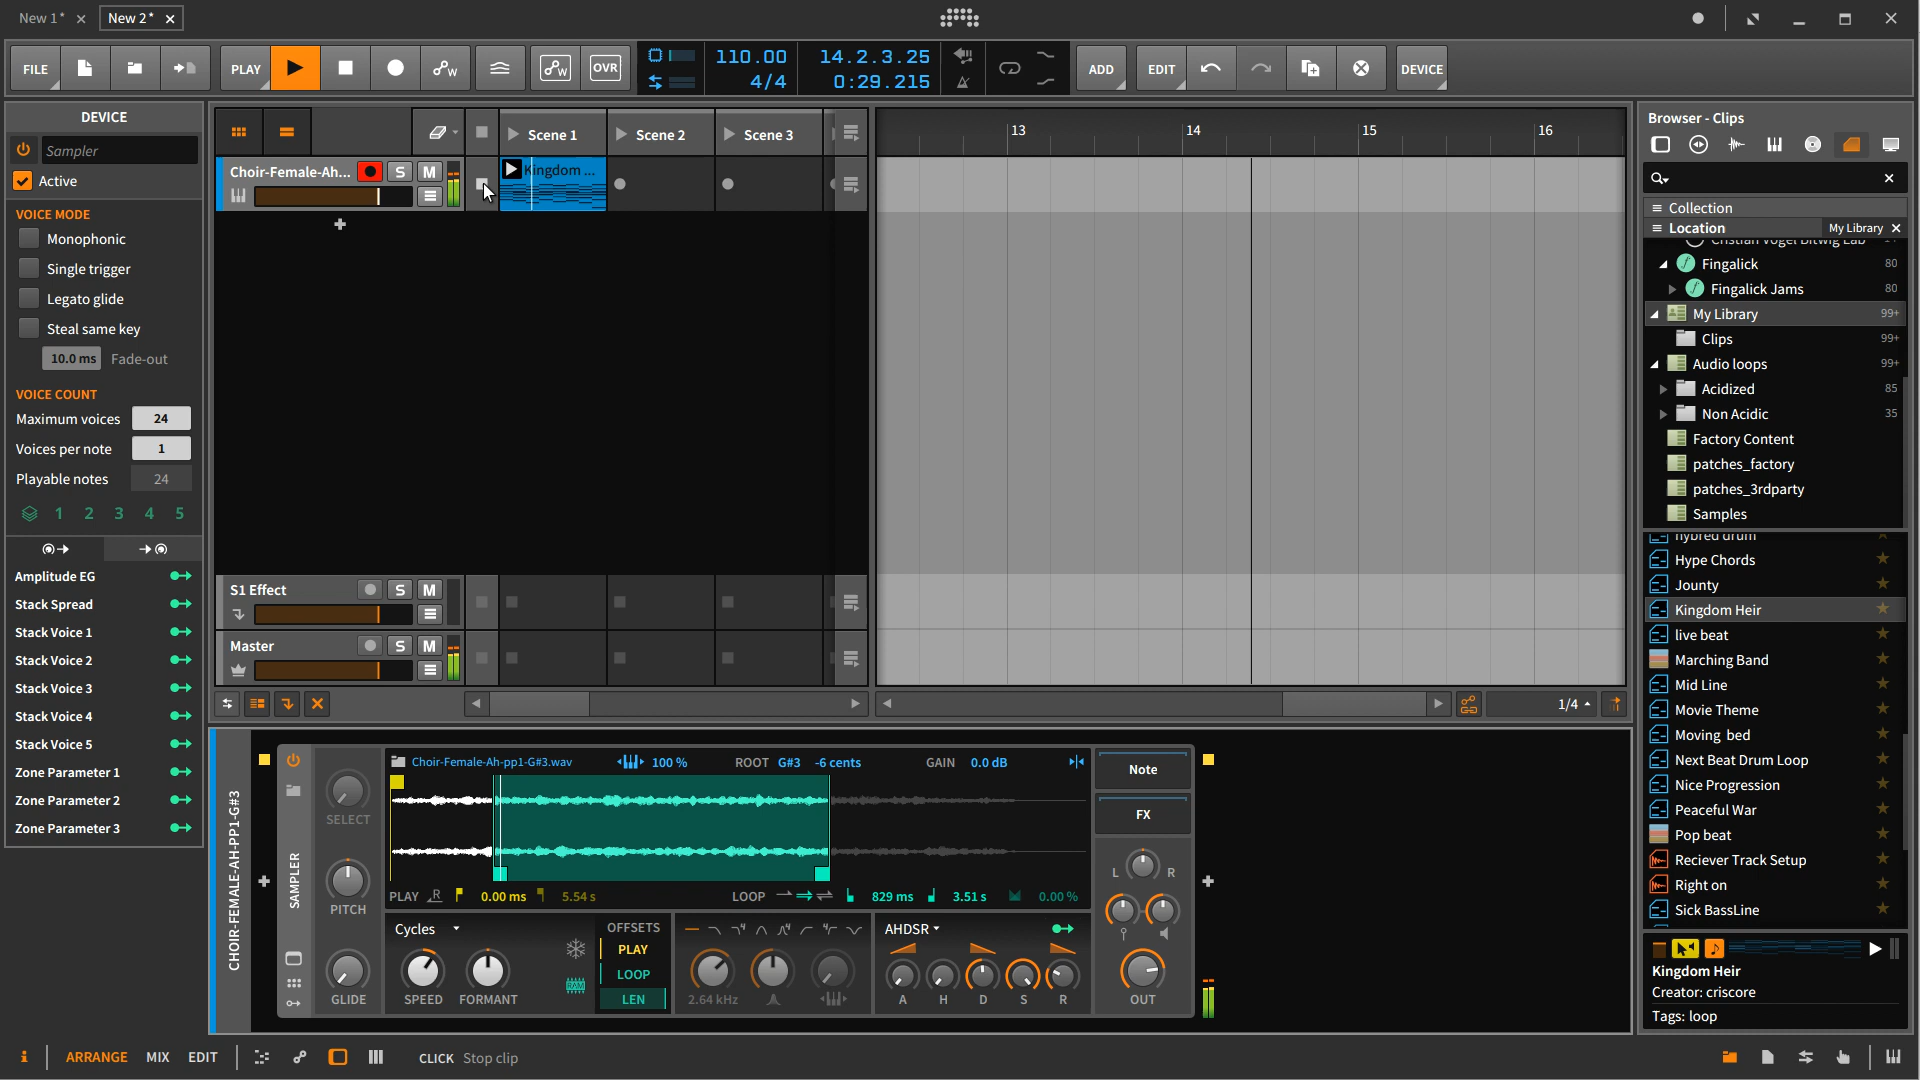 New 1*
New 2*
FILE
PLAY
OVR
110.00
4/4
14.2.3.25
0:29.215
ADD
EDIT
DEVICE
DEVICE
Sampler
Active
VOICE MODE
Monophonic
Single trigger
Legato glide
Steal same key
10.0 ms Fade-out
VOICE COUNT
Maximum voices 24
Voices per note 1
Playable notes 24
1 2 3 4 5
Amplitude EG
Stack Spread
Stack Voice 1
Stack Voice 2
Stack Voice 3
Stack Voice 4
Stack Voice 5
Zone Parameter 1
Zone Parameter 2
Zone Parameter 3
Scene 1
Scene 2
Scene 3
Choir-Female-Ah... S M
Kingdom ...
S1 Effect S M
Master S M
13
14
15
16
1/4
CHOIR-FEMALE-AH-PP1-G#3
SAMPLER
SELECT
PITCH
GLIDE
Choir-Female-Ah-pp1-G#3.wav
100 %
ROOT G#3 -6 cents
GAIN 0.0 dB
PLAY R 0.00 ms 5.54 s
LOOP 829 ms 3.51 s 0.00 %
Cycles
SPEED FORMANT
RAM
OFFSETS
PLAY
LOOP
LEN
2.64 kHz
AHDSR
A H D S R
Note
FX
L R
OUT
Browser - Clips
Collection
Location My Library
Cristian Vogel Bitwig Lab
Fingalick 80
Fingalick Jams 80
My Library 99+
Clips 99+
Audio loops 99+
Acidized 85
Non Acidic 35
Factory Content
patches_factory
patches_3rdparty
Samples
hybred drum
Hype Chords
Jounty
Kingdom Heir
live beat
Marching Band
Mid Line
Movie Theme
Moving bed
Next Beat Drum Loop
Nice Progression
Peaceful War
Pop beat
Reciever Track Setup
Right on
Sick BassLine
Kingdom Heir
Creator: criscore
Tags: loop
i ARRANGE MIX EDIT
CLICK Stop clip